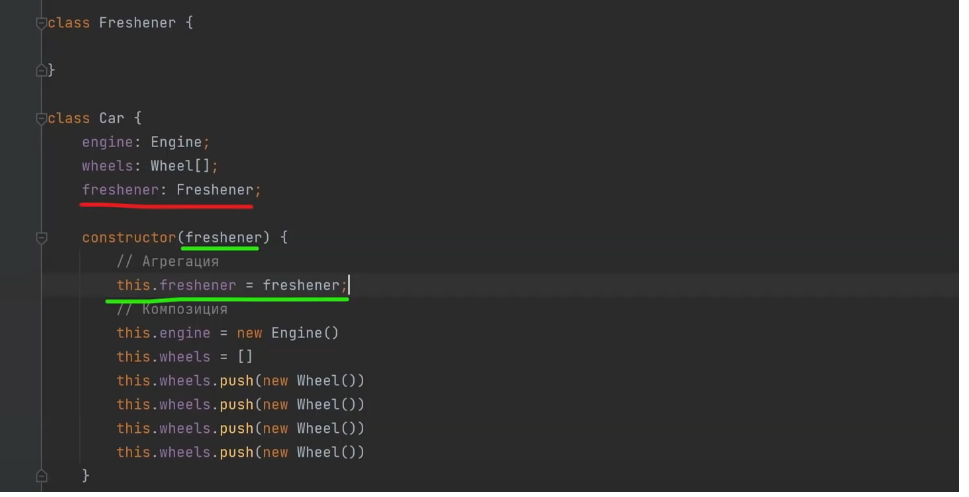 class Freshener {
}
class Car {
engine: Engine;
wheels: Wheel[];
freshener: Freshener;
constructor(freshener) {
// Агрегация
this.freshener = freshener;
// Композиция
this.engine = new Engine()
this.wheels = []
this.wheels.push(new Wheel())
this.wheels.push(new Wheel())
this.wheels.push(new Wheel())
this.wheels.push(new Wheel())
}